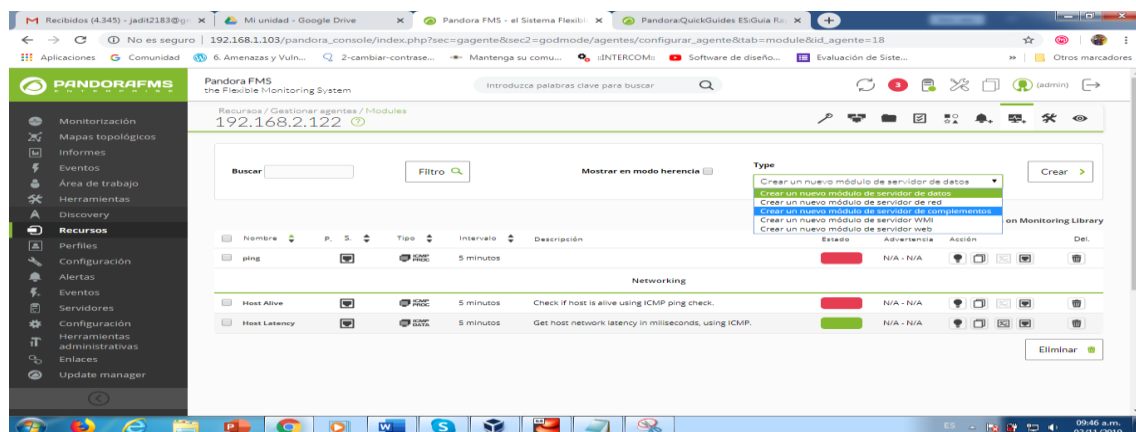 Recibidos (4.345) - jadit2183@gr
Mi unidad - Google Drive
Pandora FMS - el Sistema Flexibl
Pandora:QuickGuides ES:Guia Ra
No es seguro | 192.168.1.103/pandora_console/index.php?sec=gagente&sec2=godmode/agentes/configurar_agente&tab=module&id_agente=18
Aplicaciones
Comunidad
6. Amenazas y Vuln...
2-cambiar-contrase...
Mantenga su comu...
::INTERCOM::
Software de diseño...
Evaluación de Siste...
»
Otros marcadores
PANDORAFMS
ENTERPRISE
Pandora FMS
the Flexible Monitoring System
Introduzca palabras clave para buscar
3
(admin)
Monitorización
Mapas topológicos
Informes
Eventos
Área de trabajo
Herramientas
Discovery
Recursos
Perfiles
Configuración
Alertas
Eventos
Servidores
Configuración
Herramientas administrativas
Enlaces
Update manager
Recursos / Gestionar agentes / Modules
192.168.2.122
Buscar
Filtro
Mostrar en modo herencia
Type
Crear un nuevo módulo de servidor de datos
Crear >
Crear un nuevo módulo de servidor de datos
Crear un nuevo módulo de servidor de red
Crear un nuevo módulo de servidor de complementos
Crear un nuevo módulo de servidor WMI
Crear un nuevo módulo de servidor web
on Monitoring Library
Nombre P. S. Tipo Intervalo Descripción Estado Advertencia Acción Del.
ping ICMP PROC 5 minutos N/A - N/A
Networking
Host Alive ICMP PROC 5 minutos Check if host is alive using ICMP ping check. N/A - N/A
Host Latency ICMP DATA 5 minutos Get host network latency in miliseconds, using ICMP. N/A - N/A
Eliminar
ES
09:46 a.m.